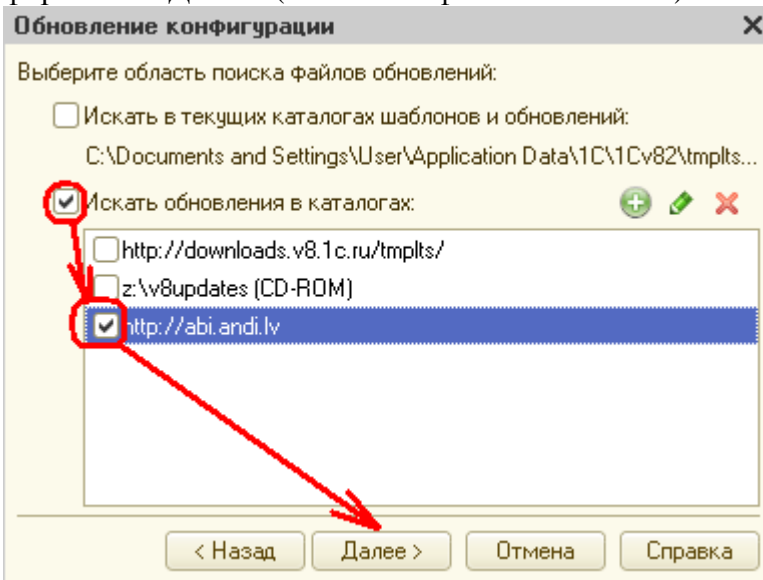 Обновление конфигурации
Выберите область поиска файлов обновлений:
Искать в текущих каталогах шаблонов и обновлений:
C:\Documents and Settings\User\Application Data\1C\1Cv82\tmplts...
Искать обновления в каталогах:
http://downloads.v8.1c.ru/tmplts/
z:\v8updates (CD-ROM)
http://abi.andi.lv
< Назад Далее > Отмена Справка